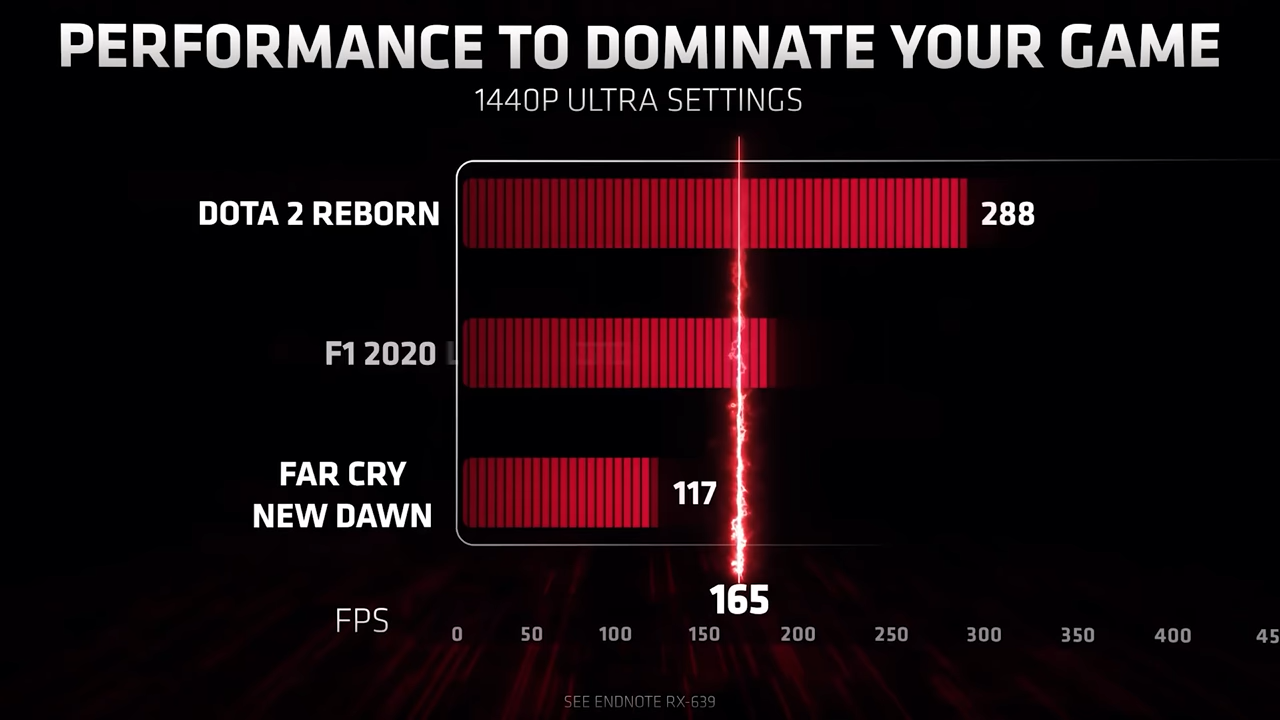 PERFORMANCE TO DOMINATE YOUR GAME
1440P ULTRA SETTINGS
DOTA 2 REBORN
288
F1 2020
FAR CRY
NEW DAWN
117
165
FPS
0 50 100 150 200 250 300 350 400 45
SEE ENDNOTE RX-639